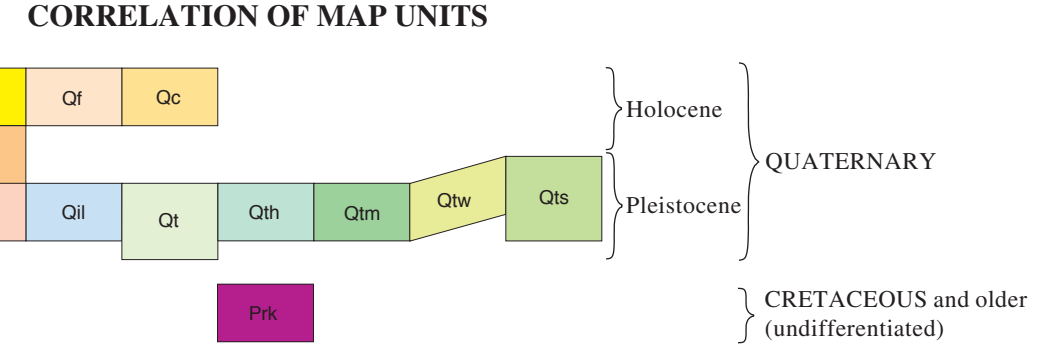 CORRELATION OF MAP UNITS
Qf
Qc
Holocene
QUATERNARY
Qil
Qt
Qth
Qtm
Qtw
Qts
Pleistocene
Prk
CRETACEOUS and older
(undifferentiated)